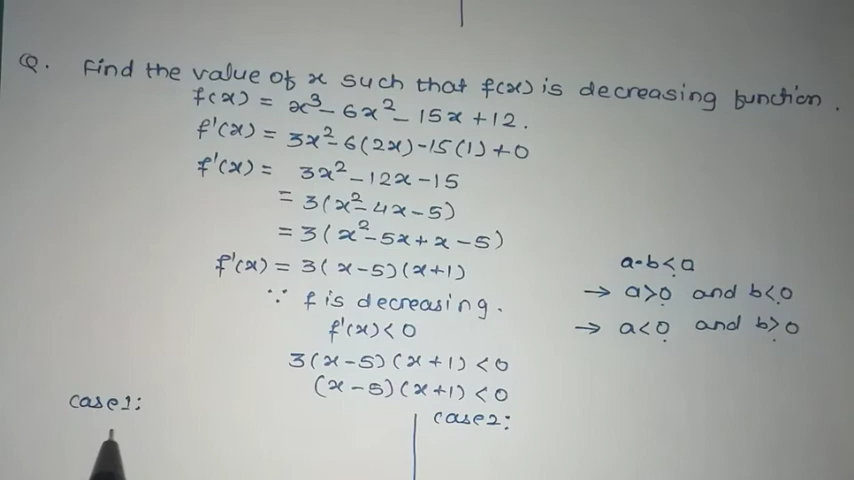 Q. Find the value of x such that f(x) is decreasing function.
f(x) = x³ - 6x² - 15x + 12.
f'(x) = 3x² - 6(2x) - 15(1) + 0
f'(x) = 3x² - 12x - 15
= 3(x² - 4x - 5)
= 3(x² - 5x + x - 5)
f'(x) = 3(x-5)(x+1)
∵ f is decreasing.
f'(x) < 0
3(x-5)(x+1) < 0
(x-5)(x+1) < 0
a·b < 0
→ a > 0 and b < 0
→ a < 0 and b > 0
case1:
case2: